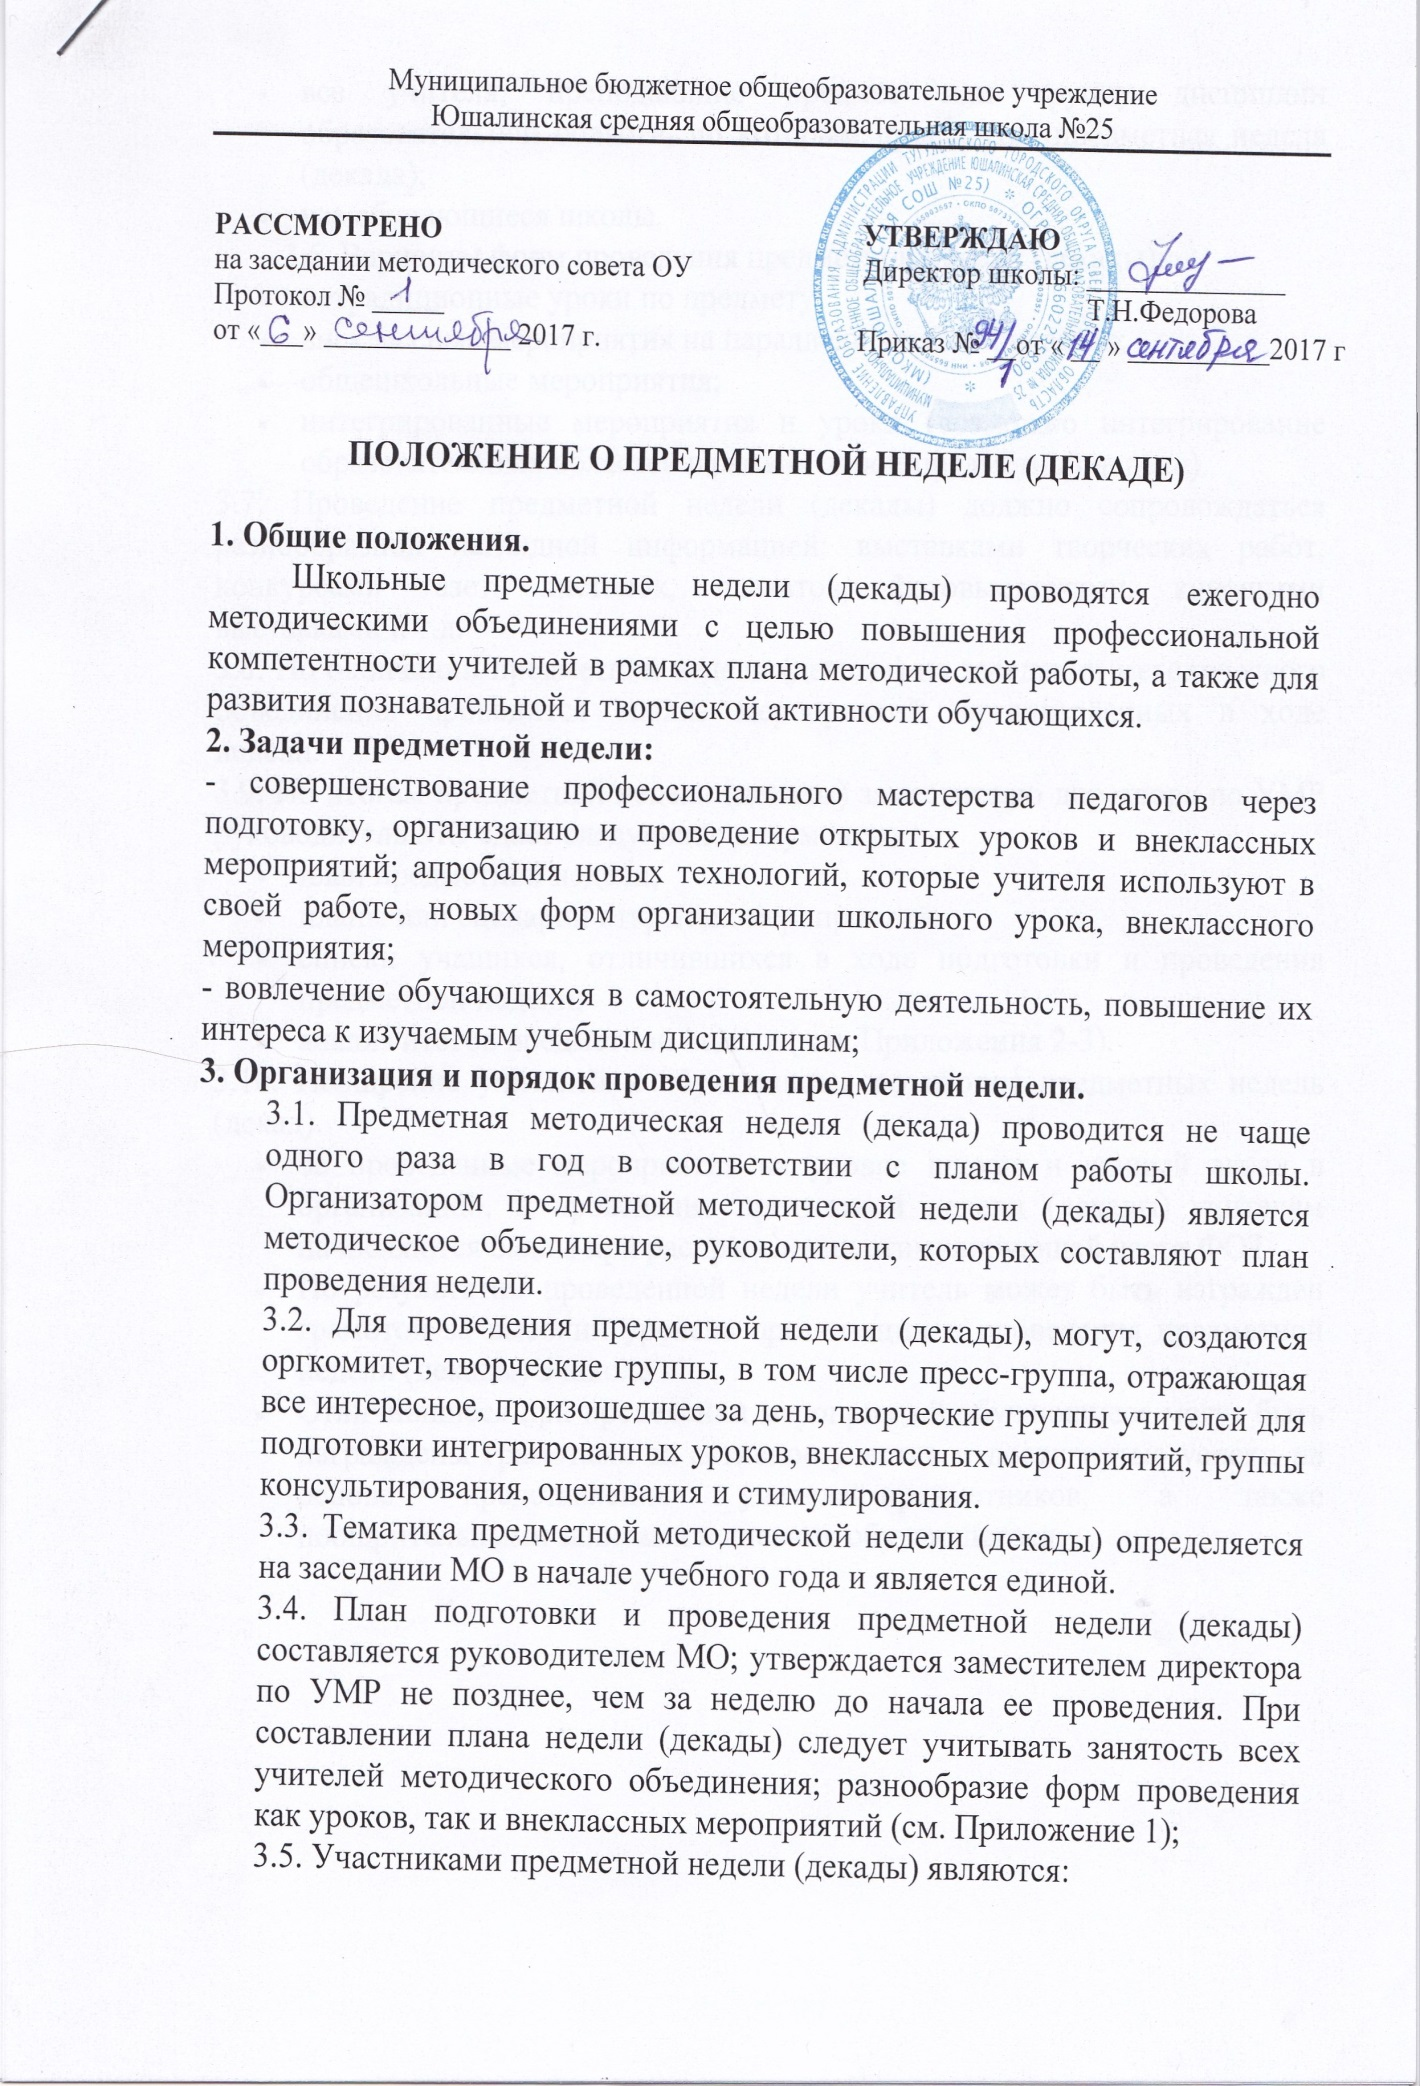 Муниципальное бюджетное общеобразовательное учреждение
Юшалинская средняя общеобразовательная школа №25
РАССМОТРЕНО
на заседании методического совета ОУ
Протокол № 1
от «6» сентября 2017 г.
УТВЕРЖДАЮ
Директор школы:
Т.Н.Федорова
Приказ № 94/1 от «14» сентября 2017 г
ПОЛОЖЕНИЕ О ПРЕДМЕТНОЙ НЕДЕЛЕ (ДЕКАДЕ)
1. Общие положения.
Школьные предметные недели (декады) проводятся ежегодно
методическими объединениями с целью повышения профессиональной
компетентности учителей в рамках плана методической работы, а также для
развития познавательной и творческой активности обучающихся.
2. Задачи предметной недели:
- совершенствование профессионального мастерства педагогов через
подготовку, организацию и проведение открытых уроков и внеклассных
мероприятий; апробация новых технологий, которые учителя используют в
своей работе, новых форм организации школьного урока, внеклассного
мероприятия;
- вовлечение обучающихся в самостоятельную деятельность, повышение их
интереса к изучаемым учебным дисциплинам;
3. Организация и порядок проведения предметной недели.
3.1. Предметная методическая неделя (декада) проводится не чаще
одного раза в год в соответствии с планом работы школы.
Организатором предметной методической недели (декады) является
методическое объединение, руководители, которых составляют план
проведения недели.
3.2. Для проведения предметной недели (декады), могут, создаются
оргкомитет, творческие группы, в том числе пресс-группа, отражающая
все интересное, произошедшее за день, творческие группы учителей для
подготовки интегрированных уроков, внеклассных мероприятий, группы
консультирования, оценивания и стимулирования.
3.3. Тематика предметной методической недели (декады) определяется
на заседании МО в начале учебного года и является единой.
3.4. План подготовки и проведения предметной недели (декады)
составляется руководителем МО; утверждается заместителем директора
по УМР не позднее, чем за неделю до начала ее проведения. При
составлении плана недели (декады) следует учитывать занятость всех
учителей методического объединения; разнообразие форм проведения
как уроков, так и внеклассных мероприятий (см. Приложение 1);
3.5. Участниками предметной недели (декады) являются: